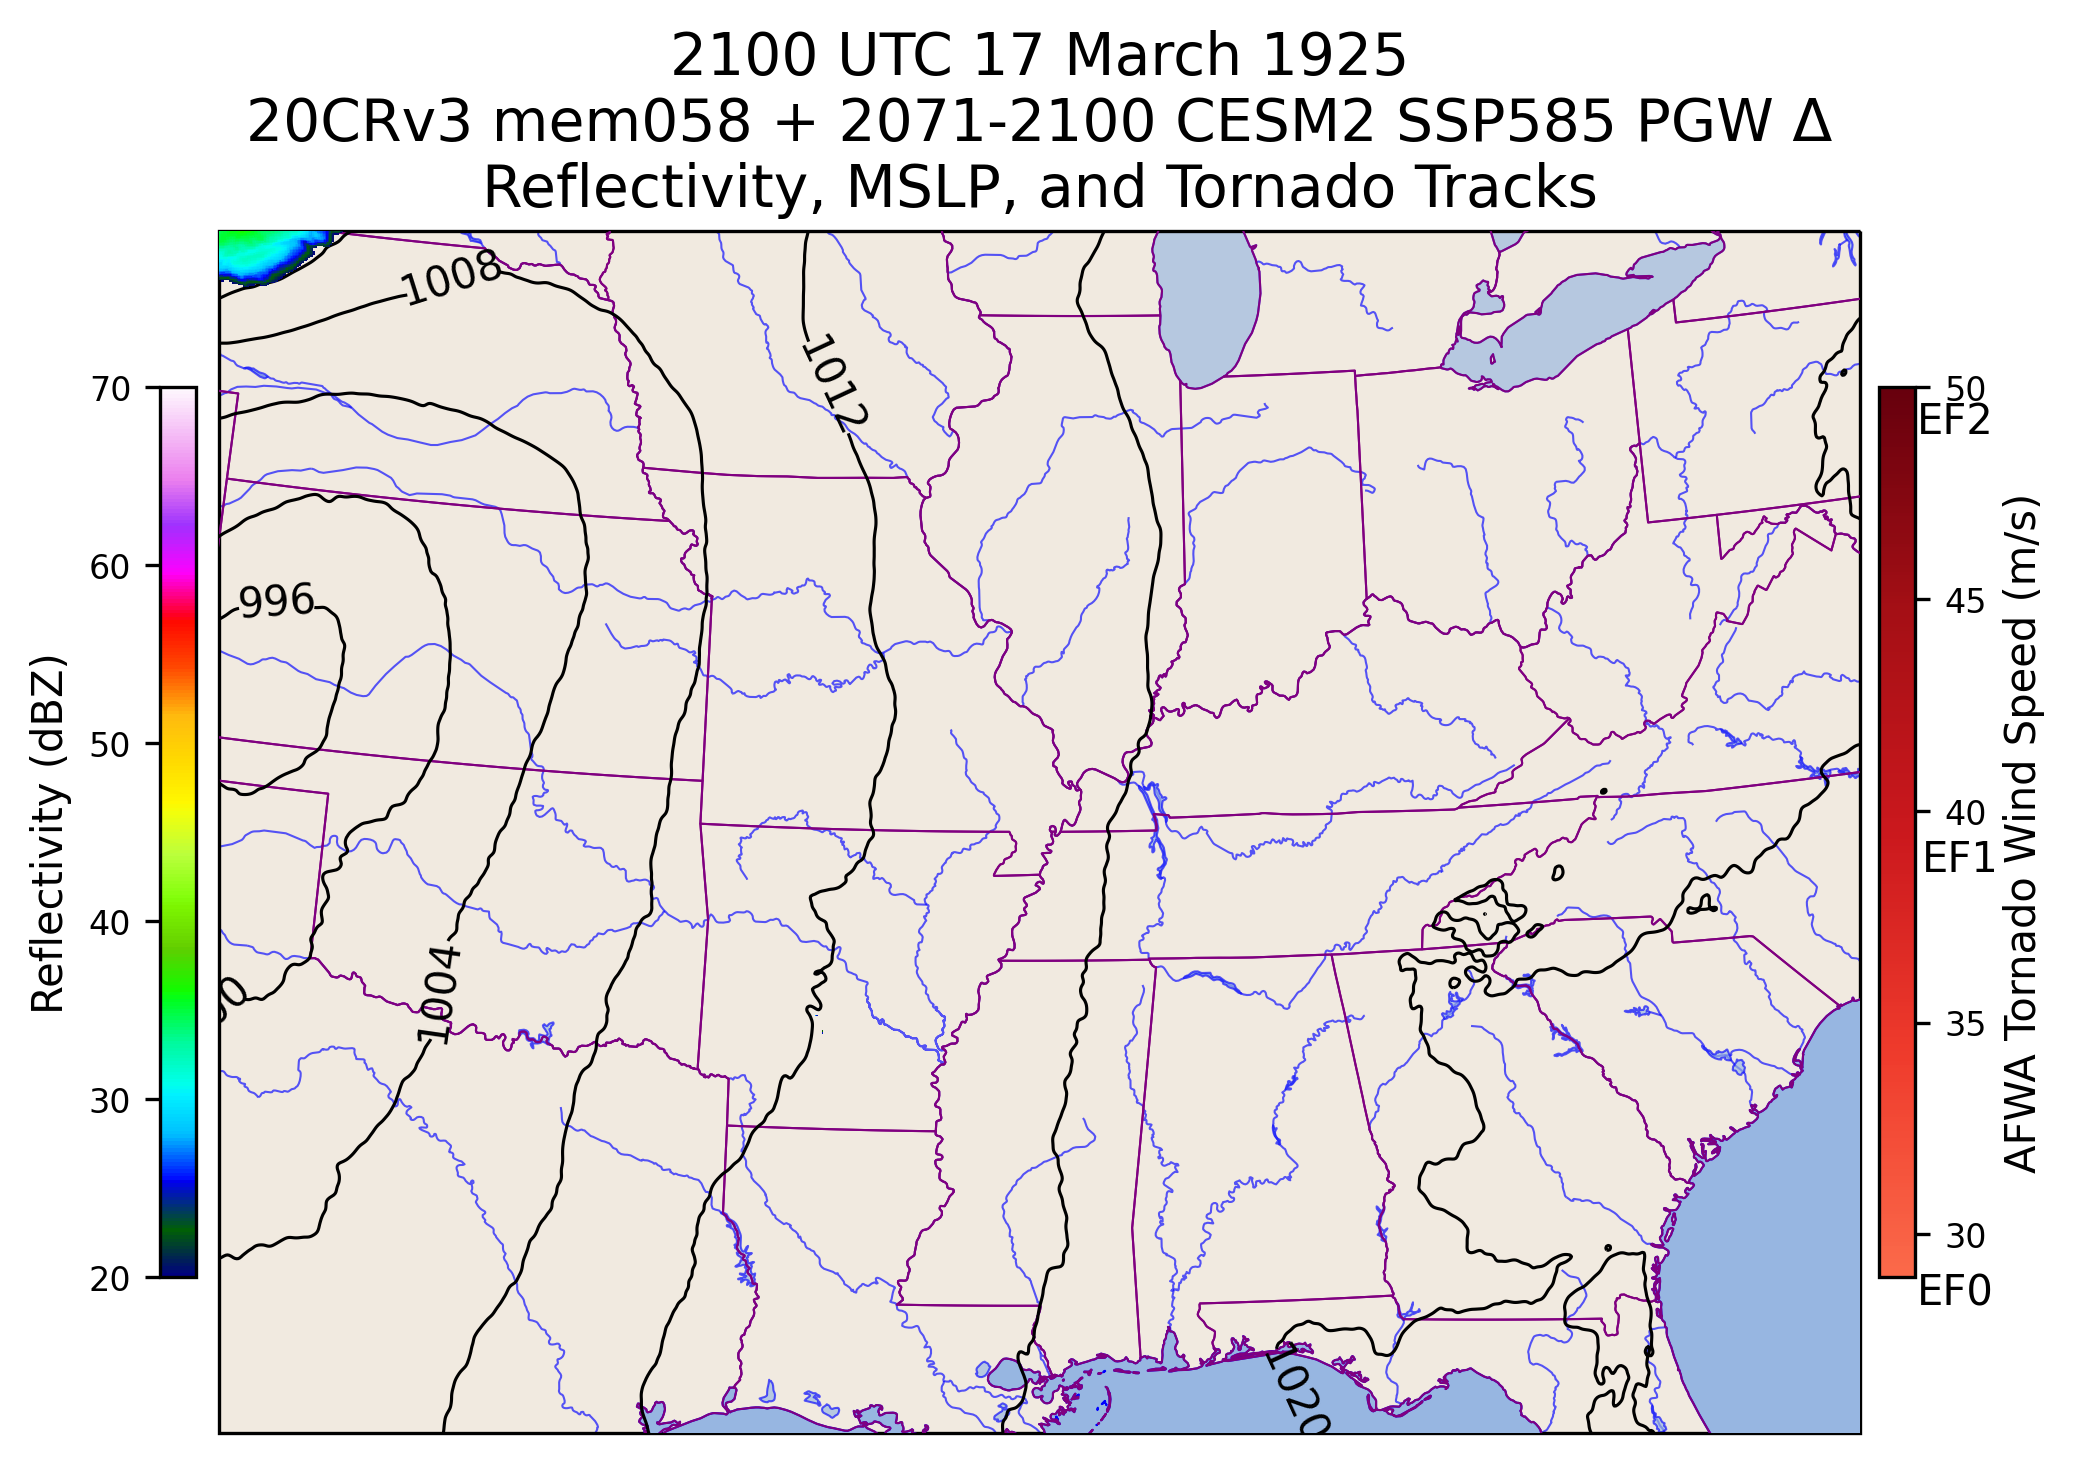 2100 UTC 17 March 1925
20CRv3 mem058 + 2071-2100 CESM2 SSP585 PGW Δ
Reflectivity, MSLP, and Tornado Tracks
1008
1012
996
1004
1020
Reflectivity (dBZ)
70
60
50
40
30
20
50
EF2
45
40
EF1
35
30
EF0
AFWA Tornado Wind Speed (m/s)